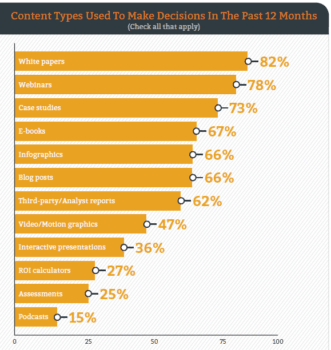 Content Types Used To Make Decisions In The Past 12 Months
(Check all that apply)
White papers 82%
Webinars 78%
Case studies 73%
E-books 67%
Infographics 66%
Blog posts 66%
Third-party/Analyst reports 62%
Video/Motion graphics 47%
Interactive presentations 36%
ROI calculators 27%
Assessments 25%
Podcasts 15%
0 25 50 75 100